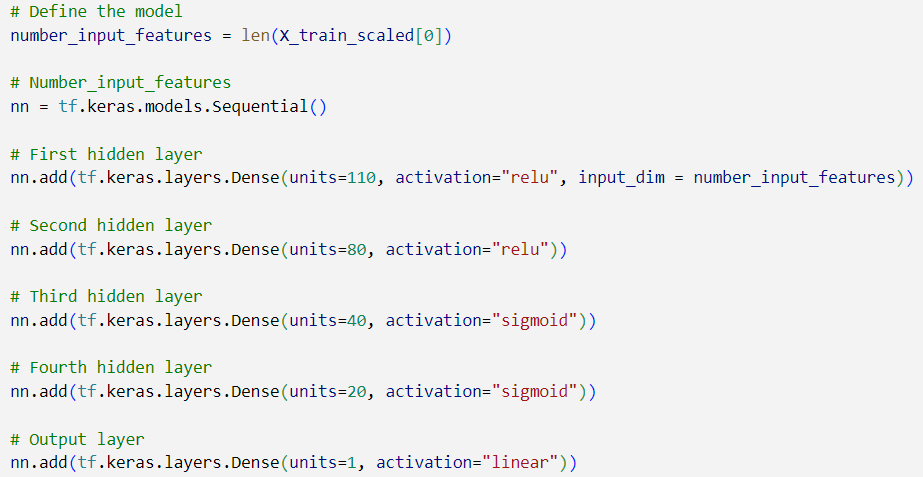 # Define the model
number_input_features = len(X_train_scaled[0])
# Number_input_features
nn = tf.keras.models.Sequential()
# First hidden layer
nn.add(tf.keras.layers.Dense(units=110, activation="relu", input_dim = number_input_features))
# Second hidden layer
nn.add(tf.keras.layers.Dense(units=80, activation="relu"))
# Third hidden layer
nn.add(tf.keras.layers.Dense(units=40, activation="sigmoid"))
# Fourth hidden layer
nn.add(tf.keras.layers.Dense(units=20, activation="sigmoid"))
# Output layer
nn.add(tf.keras.layers.Dense(units=1, activation="linear"))